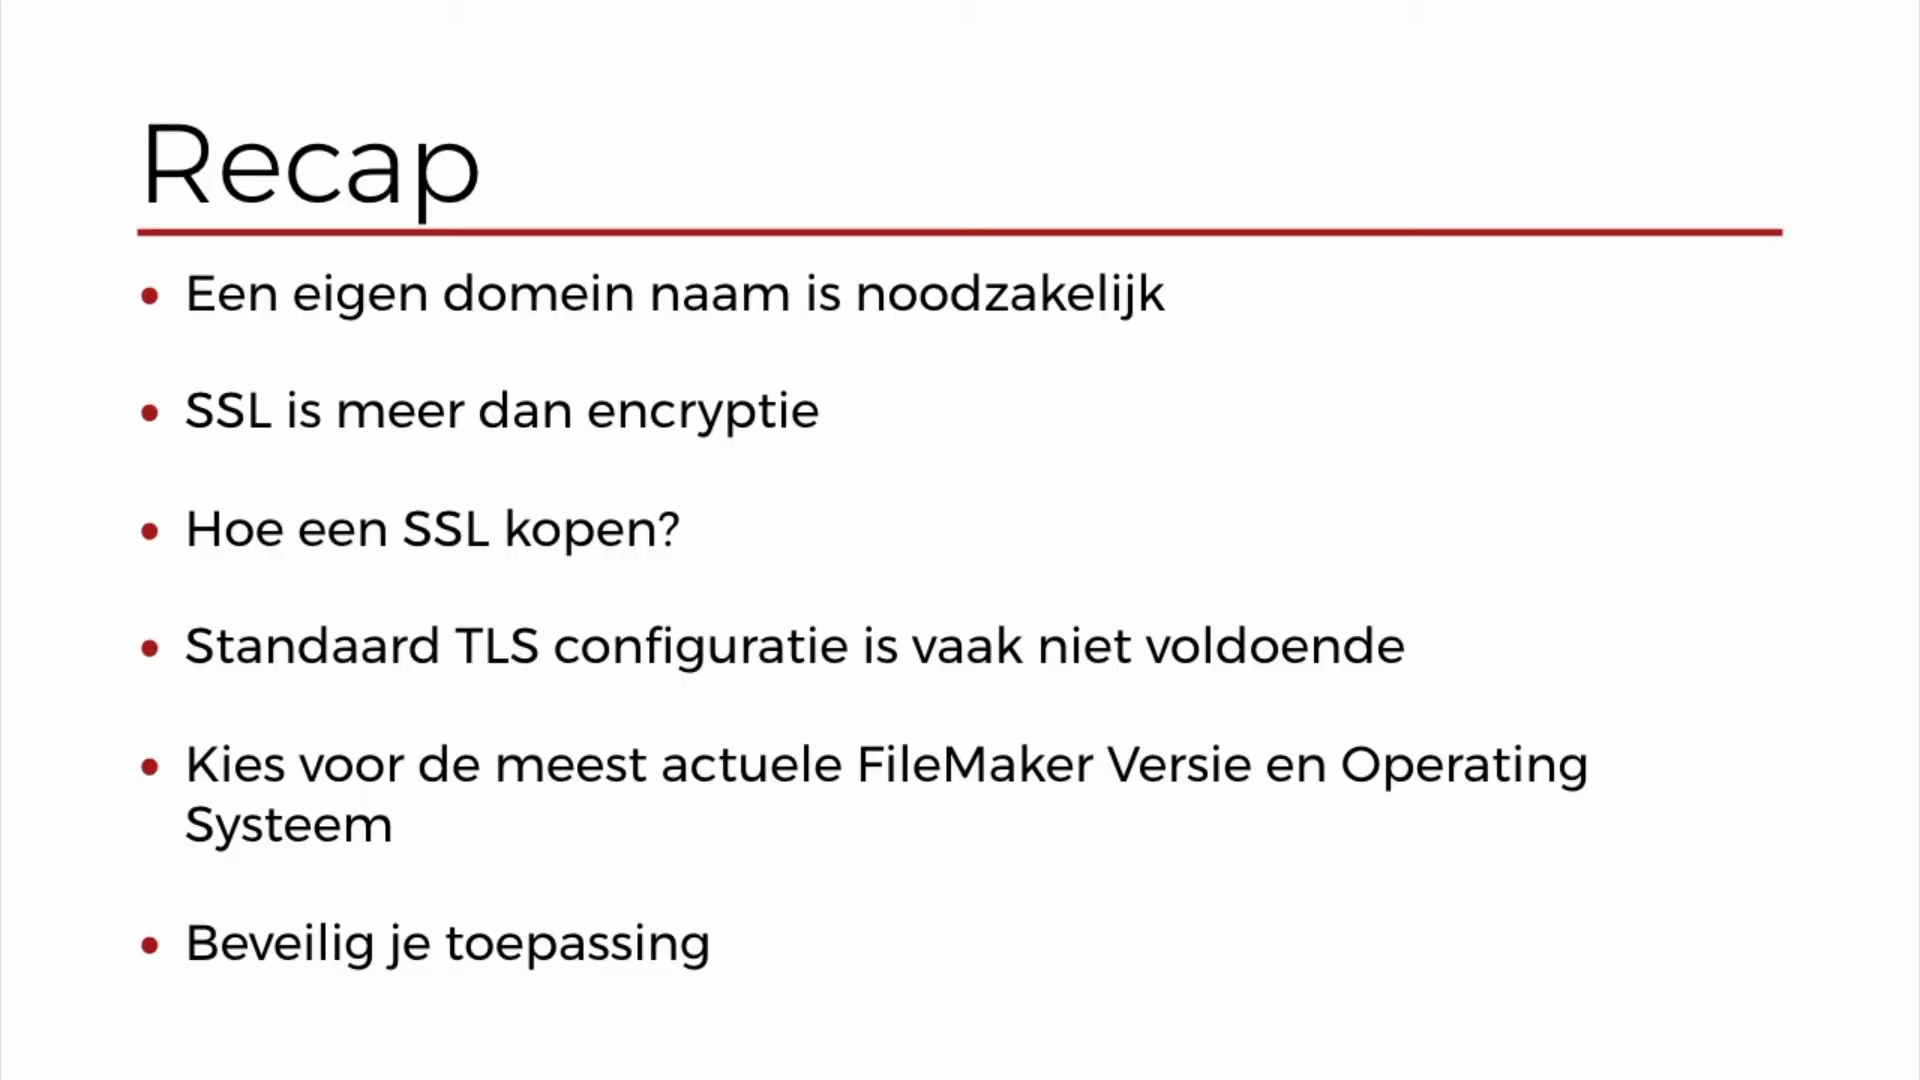 Recap
• Een eigen domein naam is noodzakelijk
• SSL is meer dan encryptie
• Hoe een SSL kopen?
• Standaard TLS configuratie is vaak niet voldoende
• Kies voor de meest actuele FileMaker Versie en Operating
Systeem
• Beveilig je toepassing